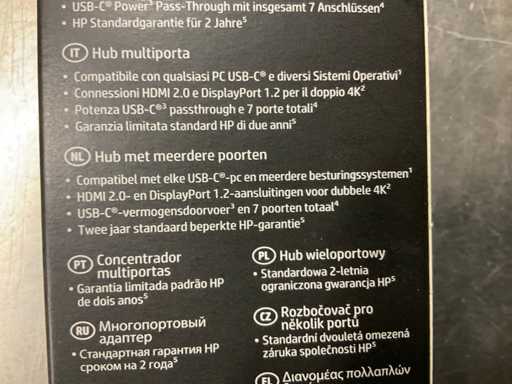 • USB-C® Power³ Pass-Through mit insgesamt 7 Anschlüssen⁴
• HP Standardgarantie für 2 Jahre⁵
IT Hub multiporta
• Compatibile con qualsiasi PC USB-C® e diversi Sistemi Operativi¹
• Connessioni HDMI 2.0 e DisplayPort 1.2 per il doppio 4K²
• Potenza USB-C®³ passthrough e 7 porte totali⁴
• Garanzia limitata standard HP di due anni⁵
NL Hub met meerdere poorten
• Compatibel met elke USB-C®-pc en meerdere besturingssystemen¹
• HDMI 2.0- en DisplayPort 1.2-aansluitingen voor dubbele 4K²
• USB-C®-vermogensdoorvoer³ en 7 poorten totaal⁴
• Twee jaar standaard beperkte HP-garantie⁵
PT Concentrador
multiportas
• Garantia limitada padrão HP
de dois anos⁵
RU Многопортовый
адаптер
• Стандартная гарантия HP
сроком на 2 года⁵
PL Hub wieloportowy
• Standardowa 2-letnia
ograniczona gwarancja HP⁵
CZ Rozbočovač pro
několik portů
• Standardní dvouletá omezená
záruka společnosti HP⁵
EL Διανομέας πολλαπλών